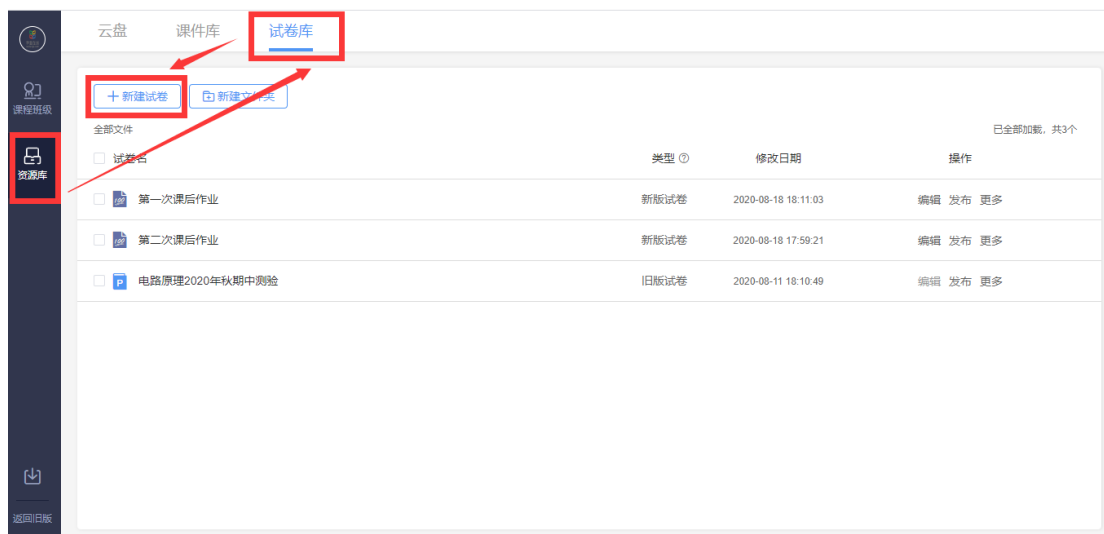 云盘 课件库 试卷库
课程班级
资源库
返回旧版
新建试卷 新建文件夹
全部文件 已全部加载，共3个
试卷名 类型 修改日期 操作
第一次课后作业 新版试卷 2020-08-18 18:11:03 编辑 发布 更多
第二次课后作业 新版试卷 2020-08-18 17:59:21 编辑 发布 更多
电路原理2020年秋期中测验 旧版试卷 2020-08-11 18:10:49 编辑 发布 更多